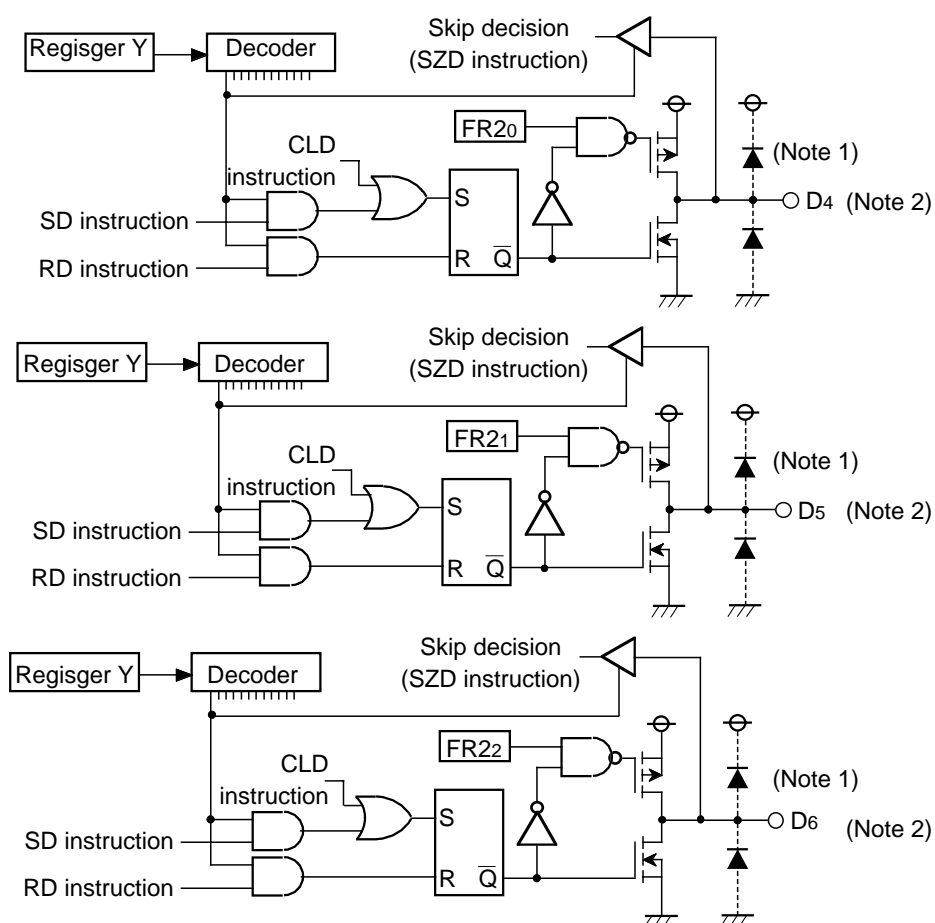 Skip decision
(SZD instruction)
Regisger Y
Decoder
FR20
CLD
instruction
SD instruction
RD instruction
S
R
Q
(Note 1)
D4
(Note 2)
Skip decision
(SZD instruction)
Regisger Y
Decoder
FR21
CLD
instruction
SD instruction
RD instruction
S
R
Q
(Note 1)
D5
(Note 2)
Skip decision
(SZD instruction)
Regisger Y
Decoder
FR22
CLD
instruction
SD instruction
RD instruction
S
R
Q
(Note 1)
D6
(Note 2)